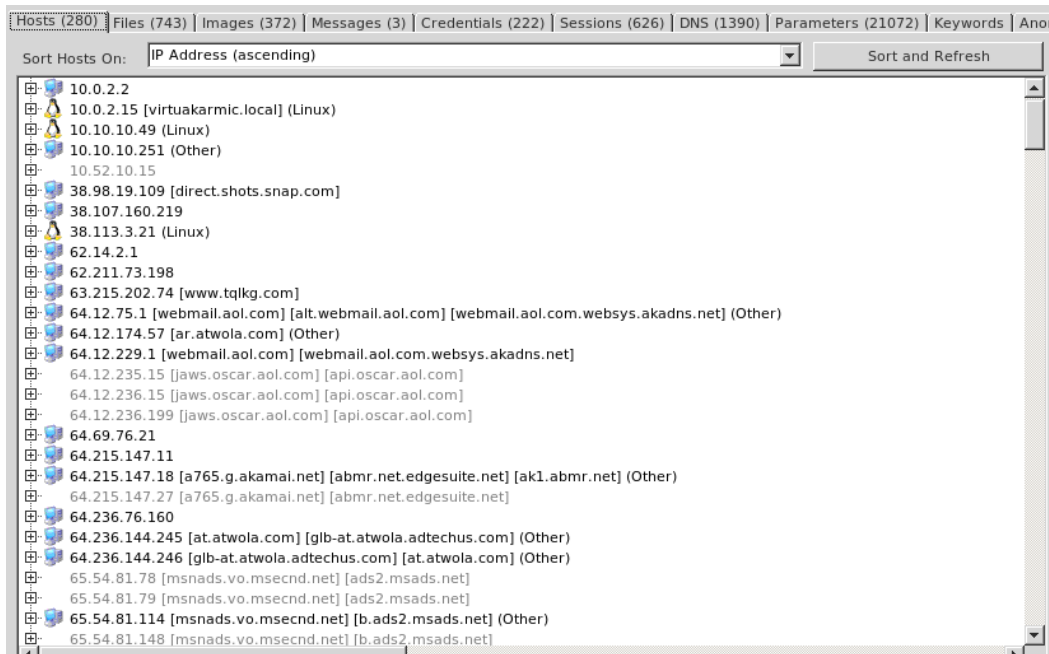 Hosts (280) Files (743) Images (372) Messages (3) Credentials (222) Sessions (626) DNS (1390) Parameters (21072) Keywords
Sort Hosts On: IP Address (ascending) Sort and Refresh
10.0.2.2
10.0.2.15 [virtuakarmic.local] (Linux)
10.10.10.49 (Linux)
10.10.10.251 (Other)
10.52.10.15
38.98.19.109 [direct.shots.snap.com]
38.107.160.219
38.113.3.21 (Linux)
62.14.2.1
62.211.73.198
63.215.202.74 [www.tqlkg.com]
64.12.75.1 [webmail.aol.com] [alt.webmail.aol.com] [webmail.aol.com.websys.akadns.net] (Other)
64.12.174.57 [ar.atwola.com] (Other)
64.12.229.1 [webmail.aol.com] [webmail.aol.com.websys.akadns.net]
64.12.235.15 [jaws.oscar.aol.com] [api.oscar.aol.com]
64.12.236.15 [jaws.oscar.aol.com] [api.oscar.aol.com]
64.12.236.199 [jaws.oscar.aol.com] [api.oscar.aol.com]
64.69.76.21
64.215.147.11
64.215.147.18 [a765.g.akamai.net] [abmr.net.edgesuite.net] [ak1.abmr.net] (Other)
64.215.147.27 [a765.g.akamai.net] [abmr.net.edgesuite.net]
64.236.76.160
64.236.144.245 [at.atwola.com] [glb-at.atwola.adtechus.com] (Other)
64.236.144.246 [glb-at.atwola.adtechus.com] [at.atwola.com] (Other)
65.54.81.78 [msnads.vo.msecnd.net] [ads2.msads.net]
65.54.81.79 [msnads.vo.msecnd.net] [ads2.msads.net]
65.54.81.114 [msnads.vo.msecnd.net] [b.ads2.msads.net] (Other)
65.54.81.148 [msnads.vo.msecnd.net] [b.ads2.msads.net]